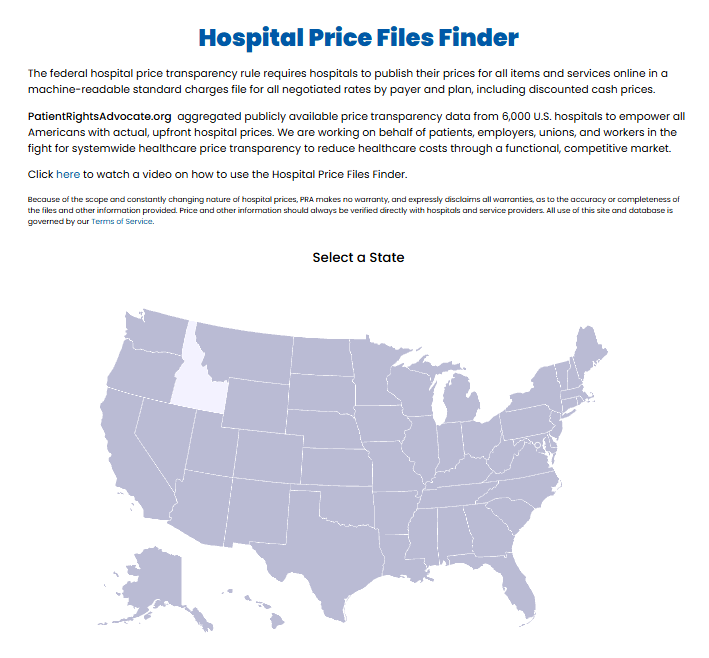 Hospital Price Files Finder
The federal hospital price transparency rule requires hospitals to publish their prices for all items and services online in a
machine-readable standard charges file for all negotiated rates by payer and plan, including discounted cash prices.
PatientRightsAdvocate.org aggregated publicly available price transparency data from 6,000 U.S. hospitals to empower all
Americans with actual, upfront hospital prices. We are working on behalf of patients, employers, unions, and workers in the
fight for systemwide healthcare price transparency to reduce healthcare costs through a functional, competitive market.
Click here to watch a video on how to use the Hospital Price Files Finder.
Because of the scope and constantly changing nature of hospital prices, PRA makes no warranty, and expressly disclaims all warranties, as to the accuracy or completeness of
the files and other information provided. Price and other information should always be verified directly with hospitals and service providers. All use of this site and database is
governed by our Terms of Service.
Select a State